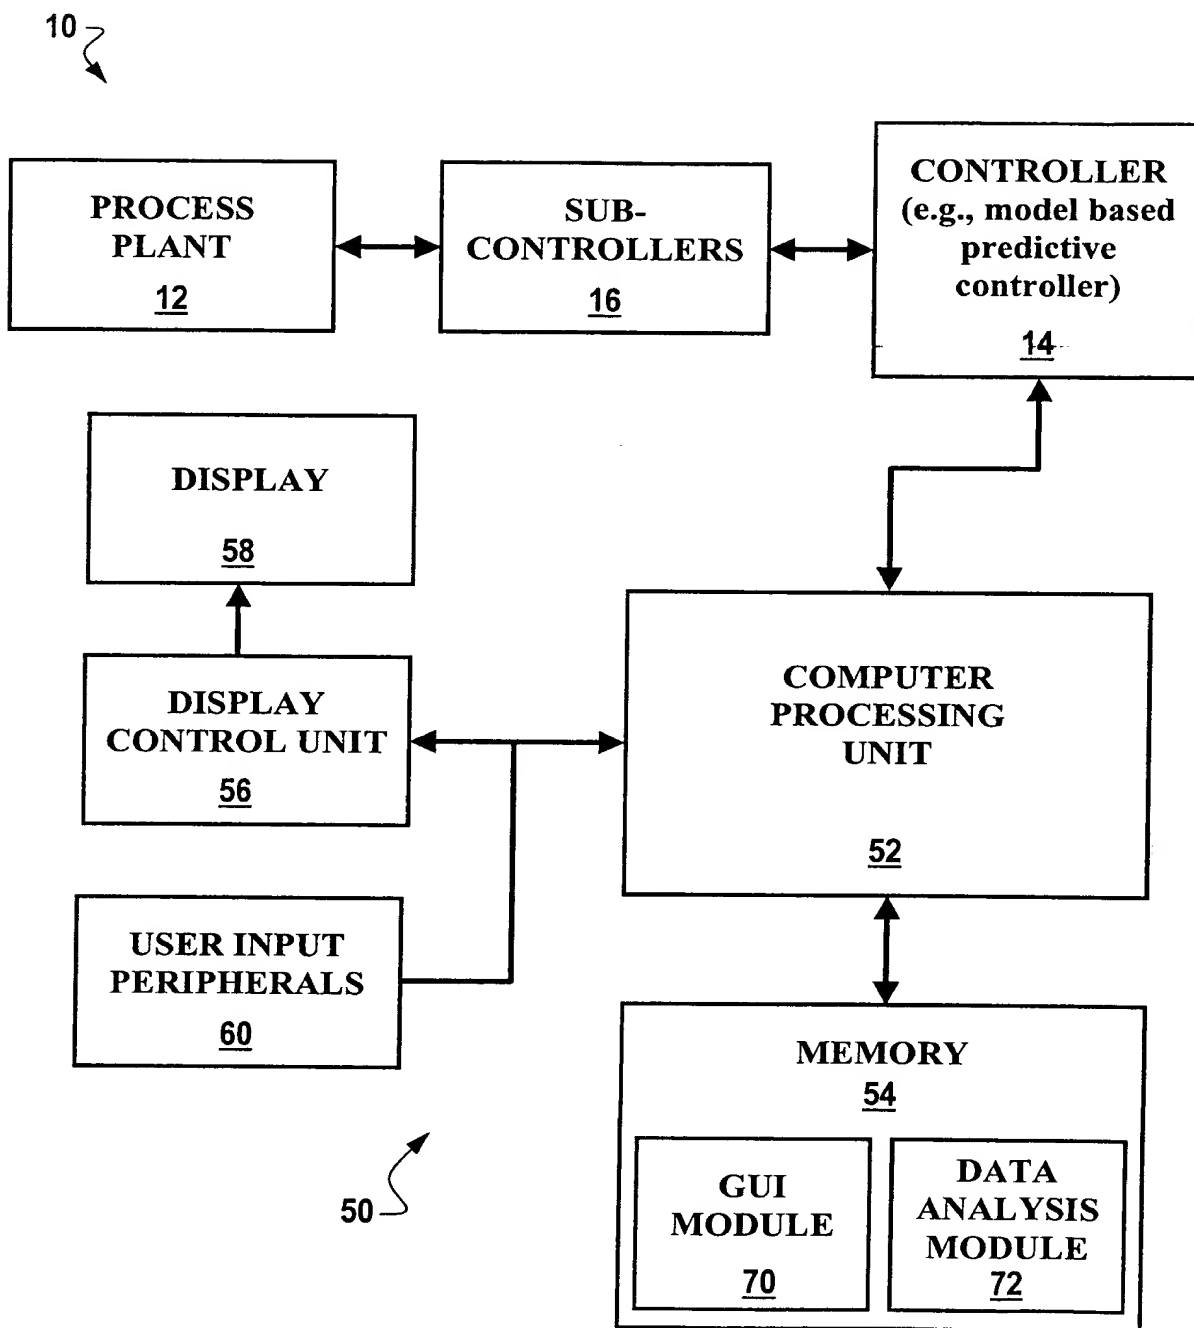 10
PROCESS
PLANT
12
SUB-
CONTROLLERS
16
CONTROLLER
(e.g., model based
predictive
controller)
14
DISPLAY
58
DISPLAY
CONTROL UNIT
56
COMPUTER
PROCESSING
UNIT
52
USER INPUT
PERIPHERALS
60
MEMORY
54
GUI
MODULE
70
DATA
ANALYSIS
MODULE
72
50